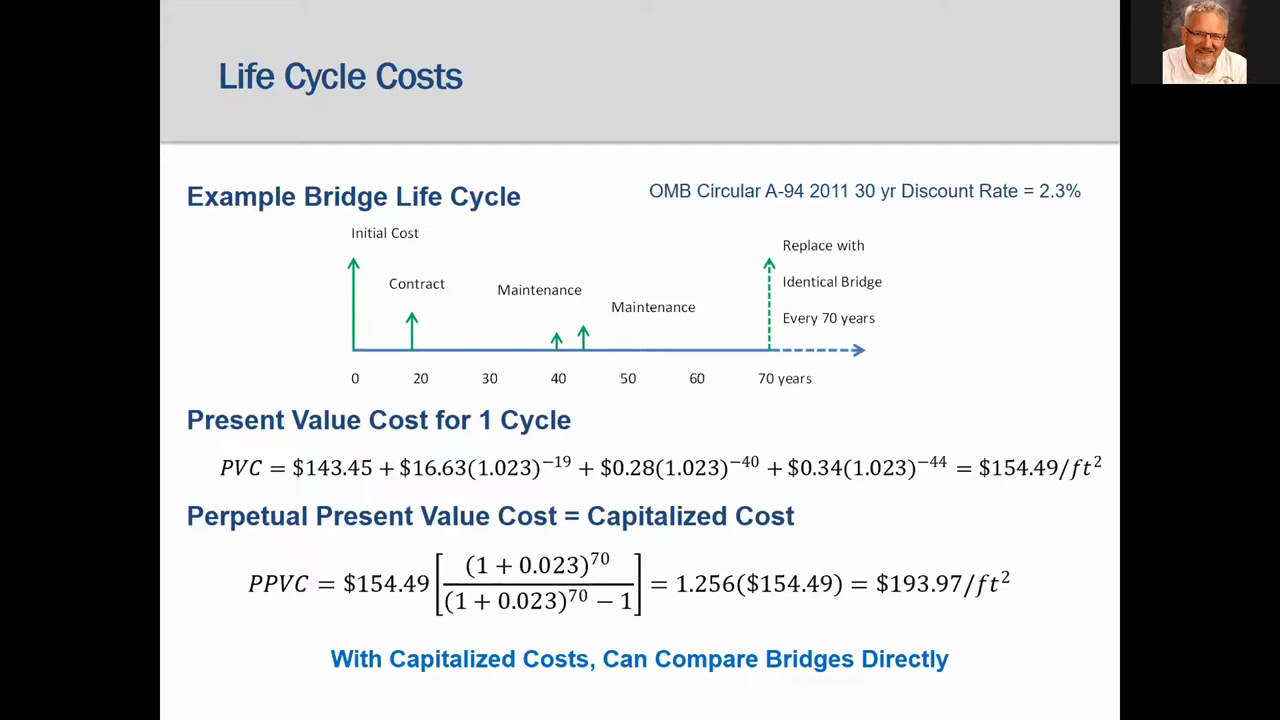 Life Cycle Costs
Example Bridge Life Cycle
OMB Circular A-94 2011 30 yr Discount Rate = 2.3%
Initial Cost
Replace with
Contract
Maintenance
Identical Bridge
Maintenance
Every 70 years
0 20 30 40 50 60 70 years
Present Value Cost for 1 Cycle
PVC = $143.45 + $16.63(1.023)⁻¹⁹ + $0.28(1.023)⁻⁴⁰ + $0.34(1.023)⁻⁴⁴ = $154.49/ft²
Perpetual Present Value Cost = Capitalized Cost
PPVC = $154.49 [(1 + 0.023)⁷⁰ / (1 + 0.023)⁷⁰ − 1] = 1.256($154.49) = $193.97/ft²
With Capitalized Costs, Can Compare Bridges Directly